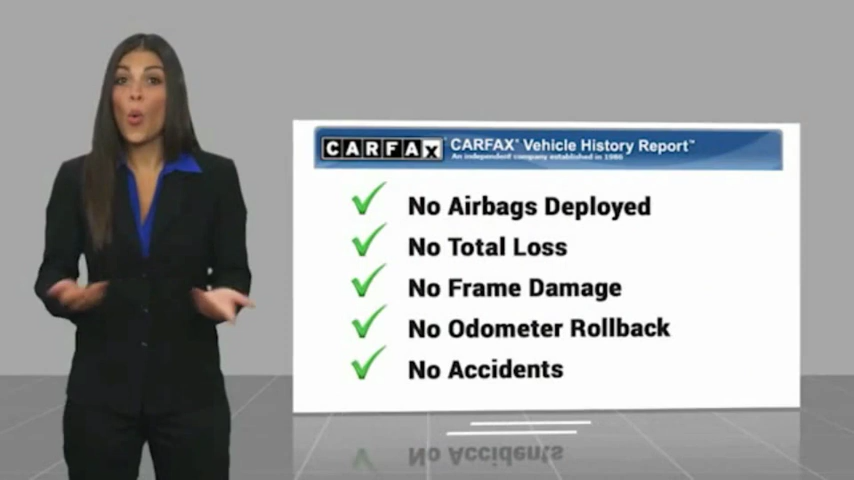 CARFAX CARFAX® Vehicle History Report™
An independent company established in 1986
No Airbags Deployed
No Total Loss
No Frame Damage
No Odometer Rollback
No Accidents
No Accidents